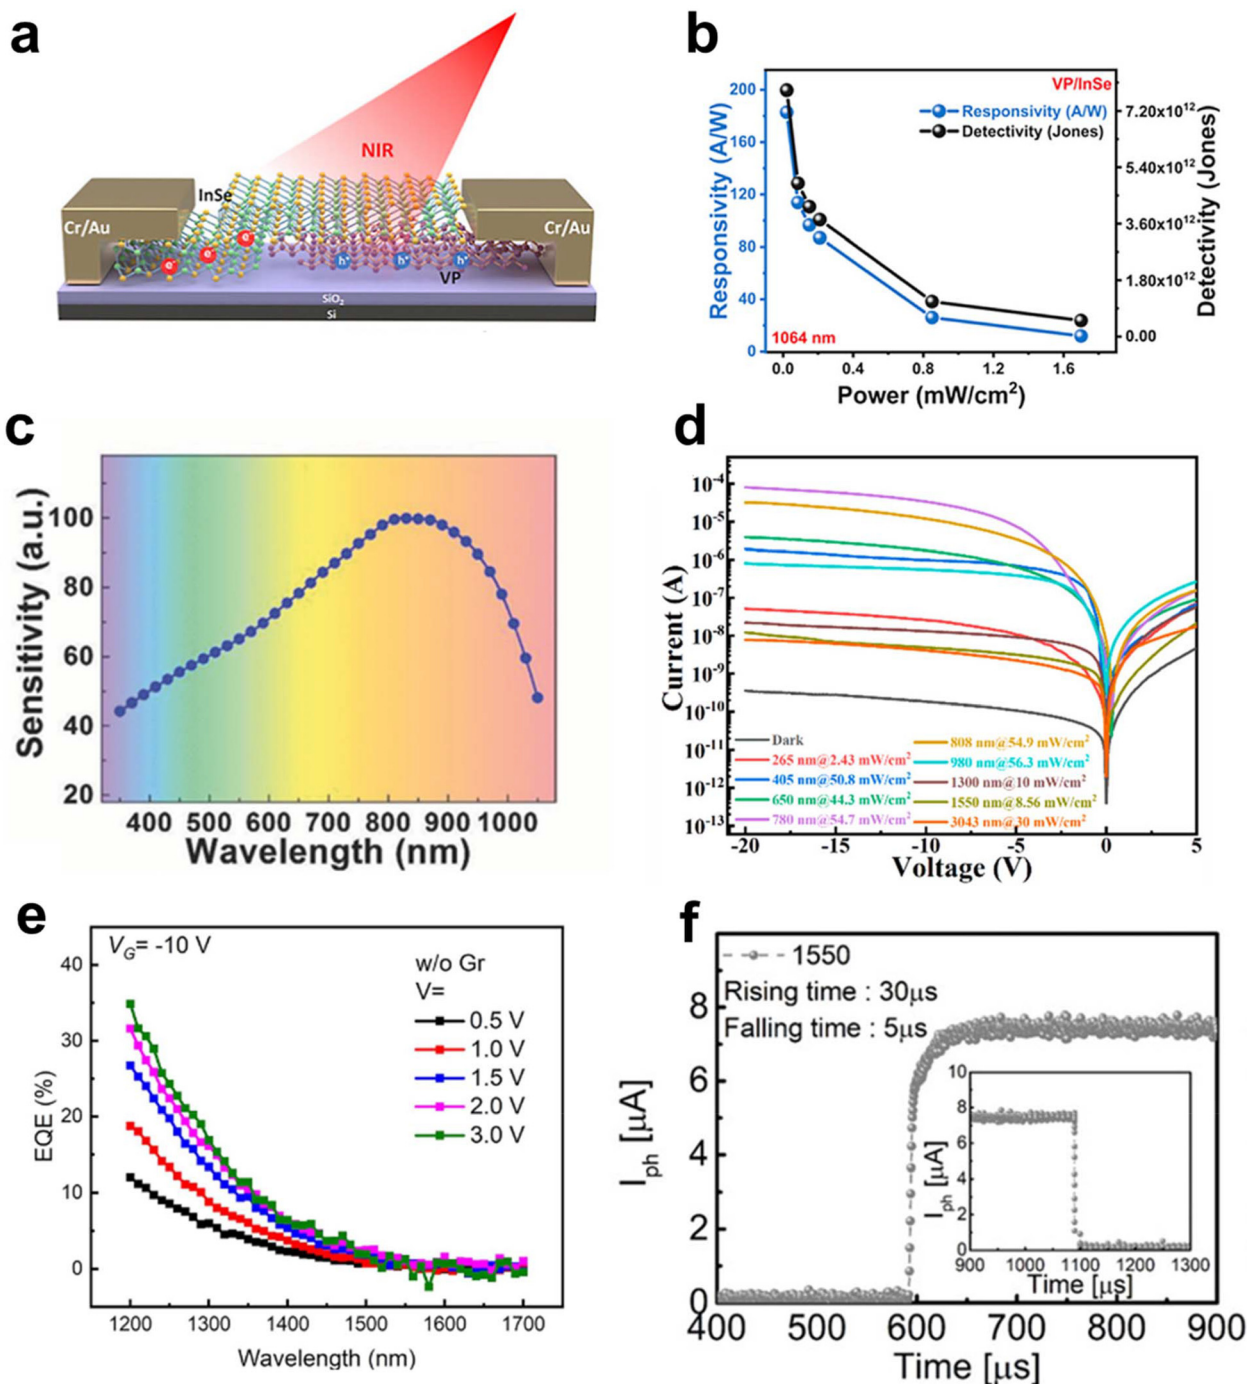 a
NIR
InSe
Cr/Au
Cr/Au
e⁻
e⁻
e⁻
h⁺
h⁺
h⁺
VP
SiO₂
Si
b
VP/InSe
Responsivity (A/W)
Detectivity (Jones)
200
160
120
80
40
0
Responsivity (A/W)
7.20x10¹²
5.40x10¹²
3.60x10¹²
1.80x10¹²
0.00
Detectivity (Jones)
1064 nm
0.0 0.4 0.8 1.2 1.6
Power (mW/cm²)
c
Sensitivity (a.u.)
100
80
60
40
20
400 500 600 700 800 900 1000
Wavelength (nm)
d
Current (A)
10⁻⁴
10⁻⁵
10⁻⁶
10⁻⁷
10⁻⁸
10⁻⁹
10⁻¹⁰
10⁻¹¹
10⁻¹²
10⁻¹³
Dark
265 nm@2.43 mW/cm²
405 nm@50.8 mW/cm²
650 nm@44.3 mW/cm²
780 nm@54.7 mW/cm²
808 nm@54.9 mW/cm²
980 nm@56.3 mW/cm²
1300 nm@10 mW/cm²
1550 nm@8.56 mW/cm²
3043 nm@30 mW/cm²
-20 -15 -10 -5 0 5
Voltage (V)
e
V_G= -10 V
w/o Gr
V=
0.5 V
1.0 V
1.5 V
2.0 V
3.0 V
EQE (%)
40
30
20
10
0
1200 1300 1400 1500 1600 1700
Wavelength (nm)
f
1550
Rising time : 30μs
Falling time : 5μs
I_ph [μA]
8
6
4
2
0
400 500 600 700 800 900
Time [μs]
I_ph [μA]
10
8
6
4
2
0
900 1000 1100 1200 1300
Time [μs]